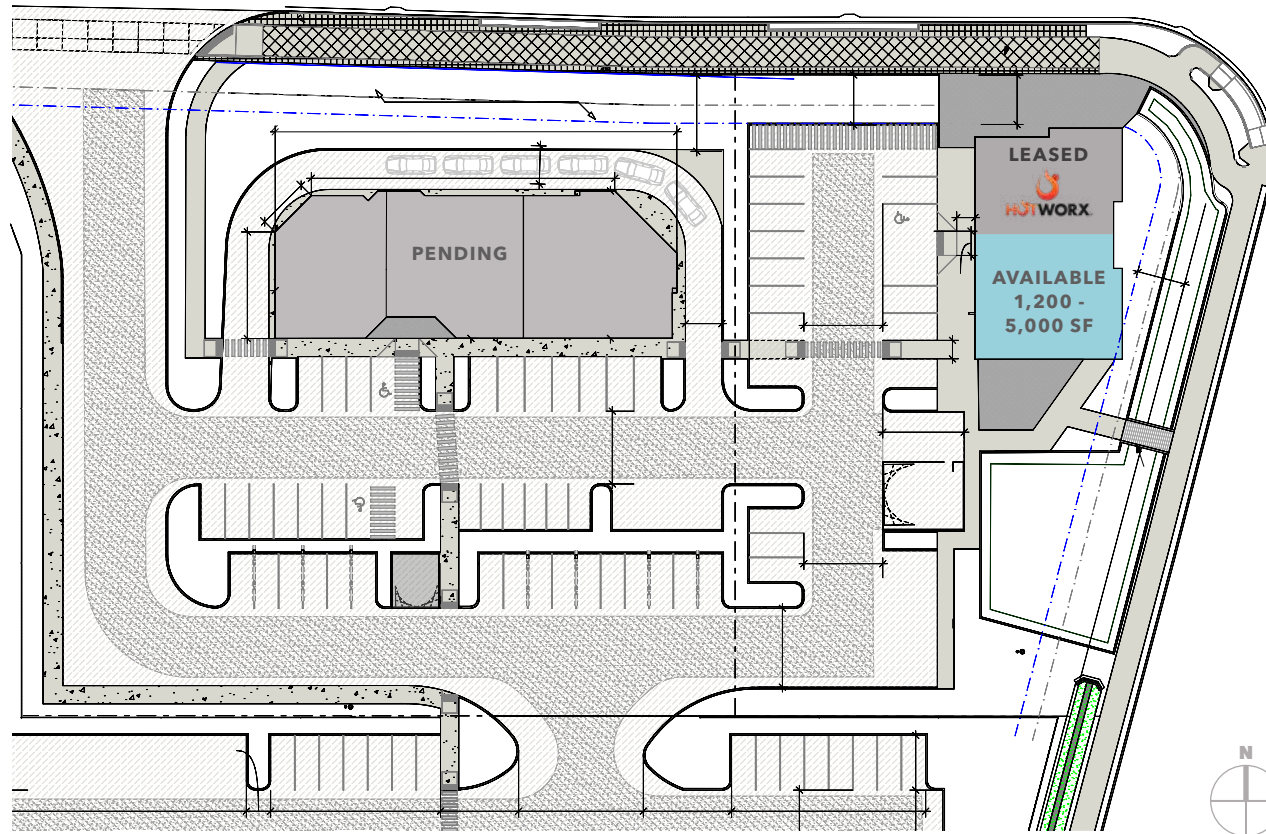 LEASED
HOTWORX
PENDING
AVAILABLE
1,200 -
5,000 SF
N